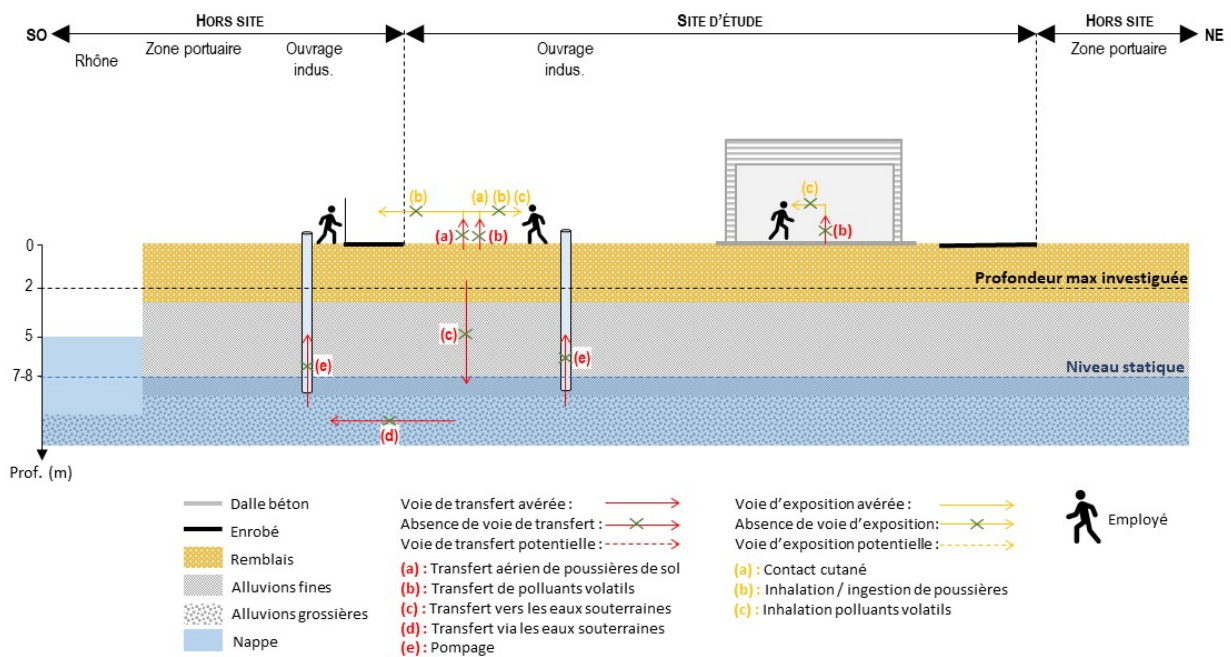 HORS SITE
SITE D'ÉTUDE
HORS SITE
SO
NE
Rhône
Zone portuaire
Ouvrage
indus.
Ouvrage
indus.
Zone portuaire
(b)
(a) (b) (c)
(c)
(a)
(b)
(b)
0
2
Profondeur max investiguée
5
(c)
(e)
(e)
7-8
Niveau statique
(d)
Prof. (m)
Dalle béton
Enrobé
Remblais
Alluvions fines
Alluvions grossières
Nappe
Voie de transfert avérée :
Absence de voie de transfert :
Voie de transfert potentielle :
(a) : Transfert aérien de poussières de sol
(b) : Transfert de polluants volatils
(c) : Transfert vers les eaux souterraines
(d) : Transfert via les eaux souterraines
(e) : Pompage
Voie d'exposition avérée :
Absence de voie d'exposition:
Voie d'exposition potentielle :
(a) : Contact cutané
(b) : Inhalation / ingestion de poussières
(c) : Inhalation polluants volatils
Employé